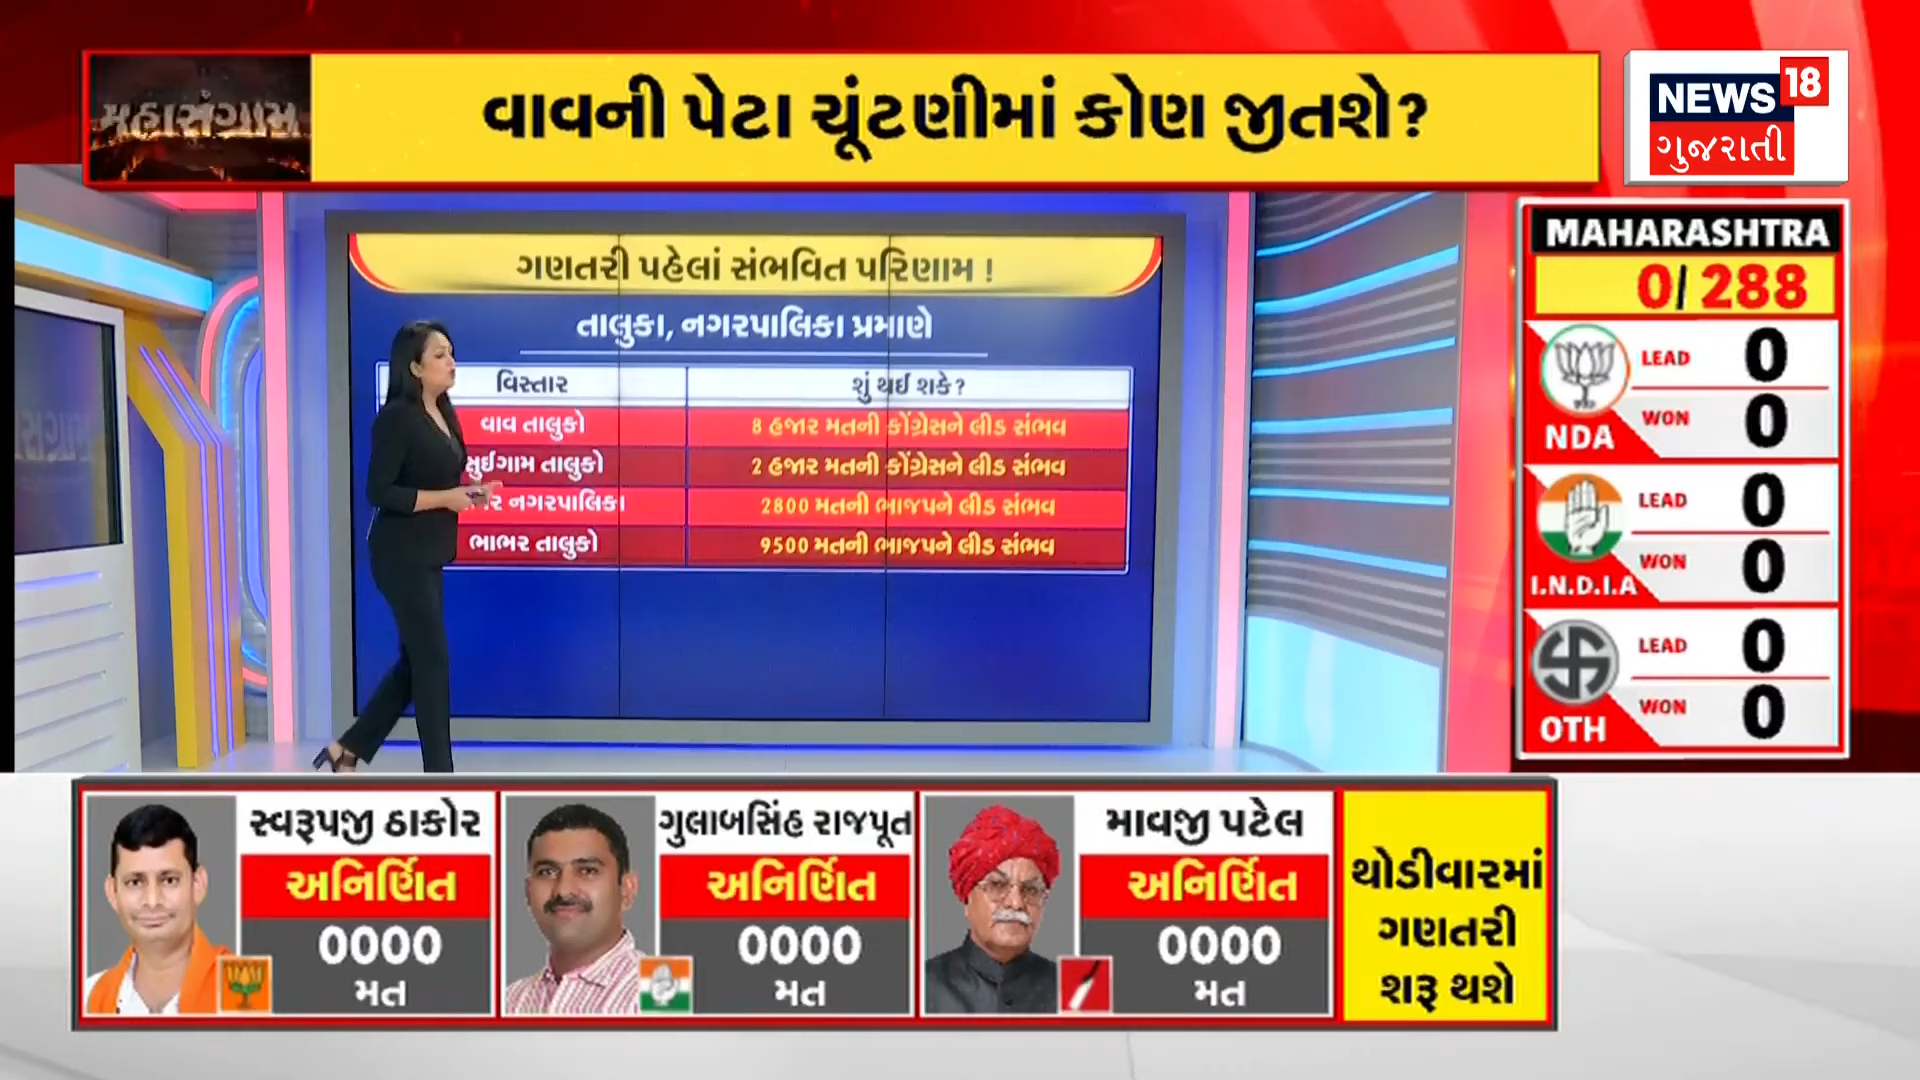 મહાસંગ્રામ
વાવની પેટા ચૂંટણીમાં કોણ જીતશે?
NEWS 18
ગુજરાતી
ગણતરી પહેલાં સંભવિત પરિણામ !
તાલુકા, નગરપાલિકા પ્રમાણે
વિસ્તાર શું થઈ શકે?
વાવ તાલુકો 8 હજાર મતની કોંગ્રેસને લીડ સંભવ
સુઈગામ તાલુકો 2 હજાર મતની કોંગ્રેસને લીડ સંભવ
નગરપાલિકા 2800 મતની ભાજપને લીડ સંભવ
ભાભર તાલુકો 9500 મતની ભાજપને લીડ સંભવ
MAHARASHTRA
0/288
LEAD 0
WON 0
NDA
LEAD 0
WON 0
I.N.D.I.A
LEAD 0
WON 0
OTH
સ્વરૂપજી ઠાકોર
અનિર્ણિત
0000
મત
ગુલાબસિંહ રાજપૂત
અનિર્ણિત
0000
મત
માવજી પટેલ
અનિર્ણિત
0000
મત
થોડીવારમાં
ગણતરી
શરૂ થશે